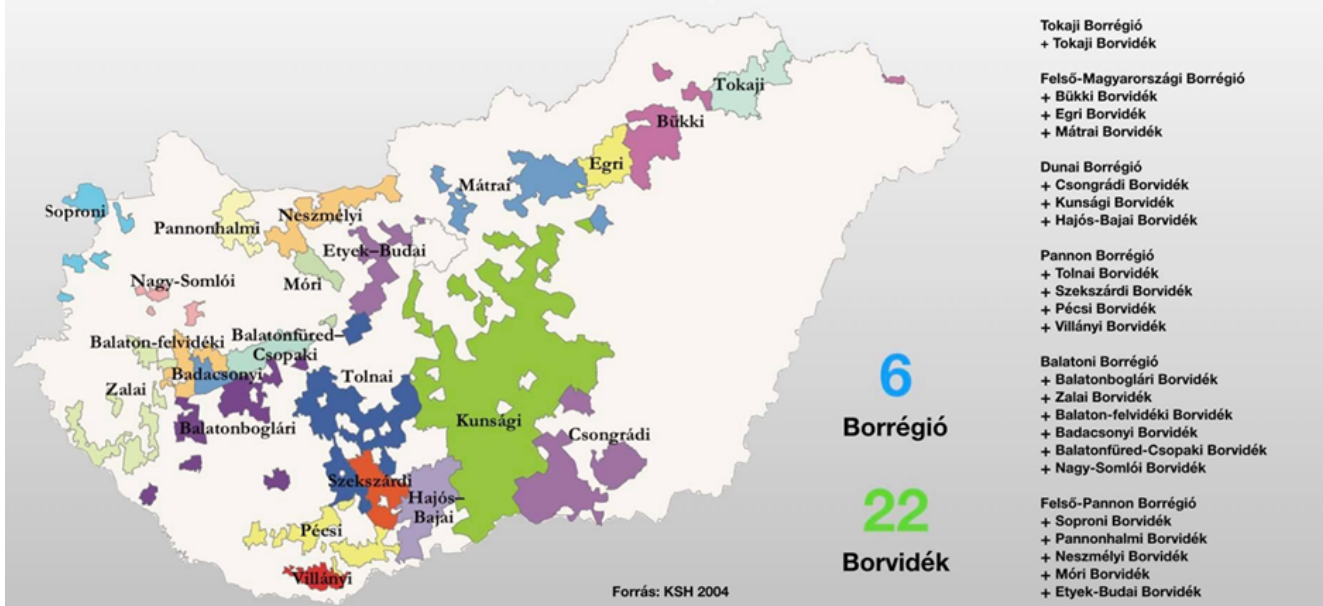 Tokaji
Bükki
Egri
Mátrai
Soproni
Pannonhalmi
Neszmélyi
Etyek–Budai
Nagy-Somlói
Móri
Balaton-felvidéki
Balatonfüred–
Csopaki
Badacsonyi
Zalai
Tolnai
Balatonboglári
Kunsági
Csongrádi
Szekszárdi
Hajós–
Bajai
Pécsi
Villányi
6
Borrégió
22
Borvidék
Forrás: KSH 2004
Tokaji Borrégió
+ Tokaji Borvidék
Felső-Magyarországi Borrégió
+ Bükki Borvidék
+ Egri Borvidék
+ Mátrai Borvidék
Dunai Borrégió
+ Csongrádi Borvidék
+ Kunsági Borvidék
+ Hajós-Bajai Borvidék
Pannon Borrégió
+ Tolnai Borvidék
+ Szekszárdi Borvidék
+ Pécsi Borvidék
+ Villányi Borvidék
Balatoni Borrégió
+ Balatonboglári Borvidék
+ Zalai Borvidék
+ Balaton-felvidéki Borvidék
+ Badacsonyi Borvidék
+ Balatonfüred-Csopaki Borvidék
+ Nagy-Somlói Borvidék
Felső-Pannon Borrégió
+ Soproni Borvidék
+ Pannonhalmi Borvidék
+ Neszmélyi Borvidék
+ Móri Borvidék
+ Etyek-Budai Borvidék